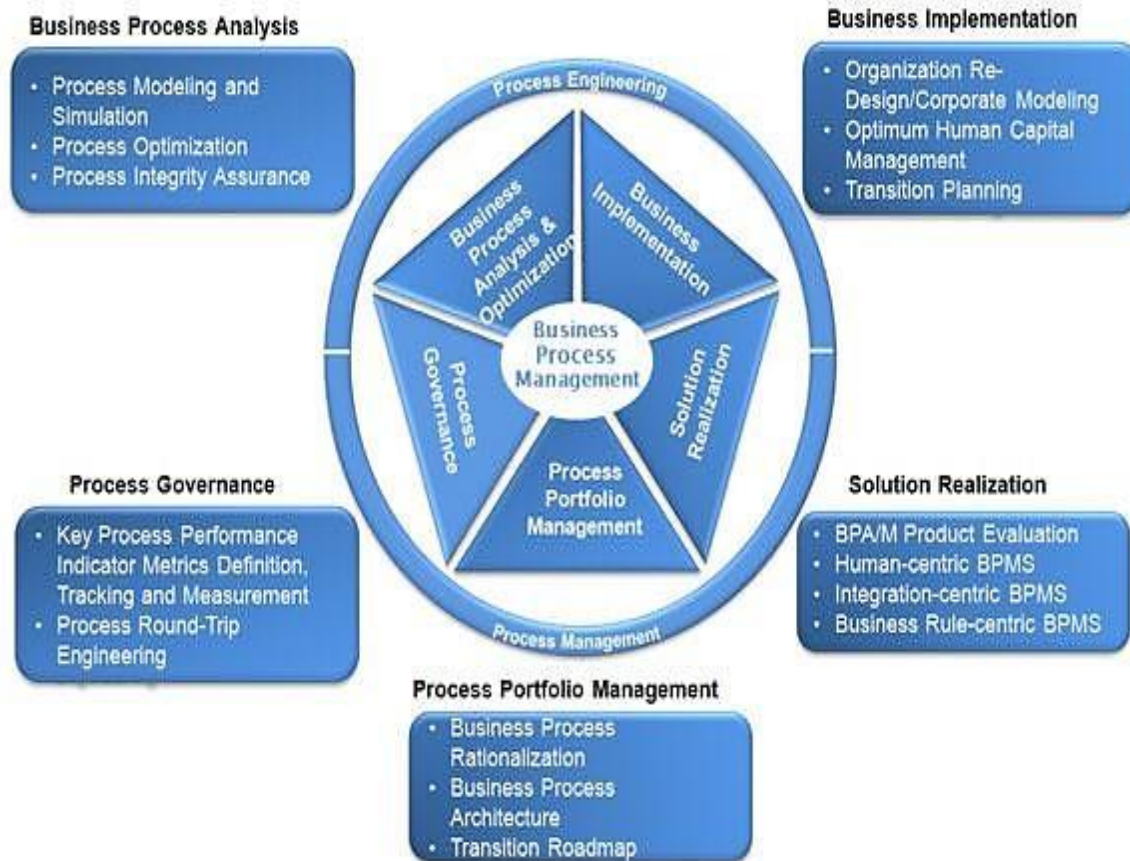 Business Process Analysis
• Process Modeling and
Simulation
• Process Optimization
• Process Integrity Assurance
Business Implementation
• Organization Re-
Design/Corporate Modeling
• Optimum Human Capital
Management
• Transition Planning
Process Engineering
Business
Process
Analysis &
Optimization
Business
Implementation
Process
Governance
Business
Process
Management
Solution
Realization
Process
Portfolio
Management
Process Management
Process Governance
• Key Process Performance
Indicator Metrics Definition,
Tracking and Measurement
• Process Round-Trip
Engineering
Solution Realization
• BPA/M Product Evaluation
• Human-centric BPMS
• Integration-centric BPMS
• Business Rule-centric BPMS
Process Portfolio Management
• Business Process
Rationalization
• Business Process
Architecture
• Transition Roadmap